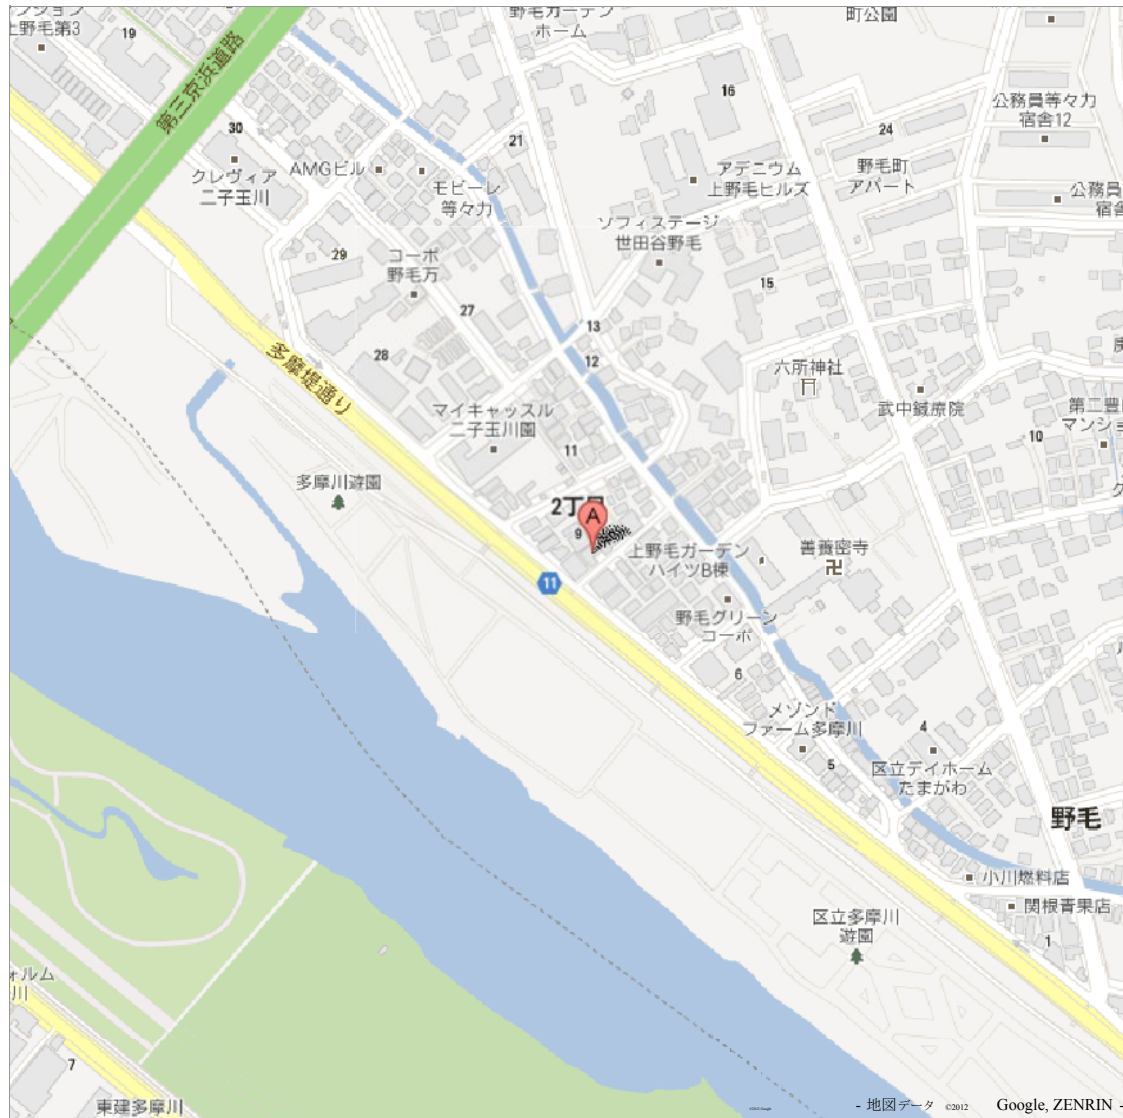 上野毛第3
19
野毛ガーデン
ホーム
町公園
第三京浜道路
30
クレヴィア
二子玉川
AMGビル
モビーレ
等々力
21
16
24
公務員等々力
宿舎12
アデニウム
上野毛ヒルズ
野毛町
アパート
公務員
ソフィステージ
世田谷野毛
29
コーポ
野毛万
27
15
28
13
12
多摩堤通り
六所神社
武中鍼療院
マイキャッスル
二子玉川園
11
10
マンショ
多摩川遊園
2丁目
A
9
11
上野毛ガーデン
ハイツB棟
善養密寺
野毛グリーン
コーポ
6
メゾンド
ファーム多摩川
5
4
区立デイホーム
たまがわ
野毛
小川燃料店
関根青果店
1
区立多摩川
遊園
ォルム
川
7
東建多摩川
- 地図データ ©2012 Google, ZENRIN -